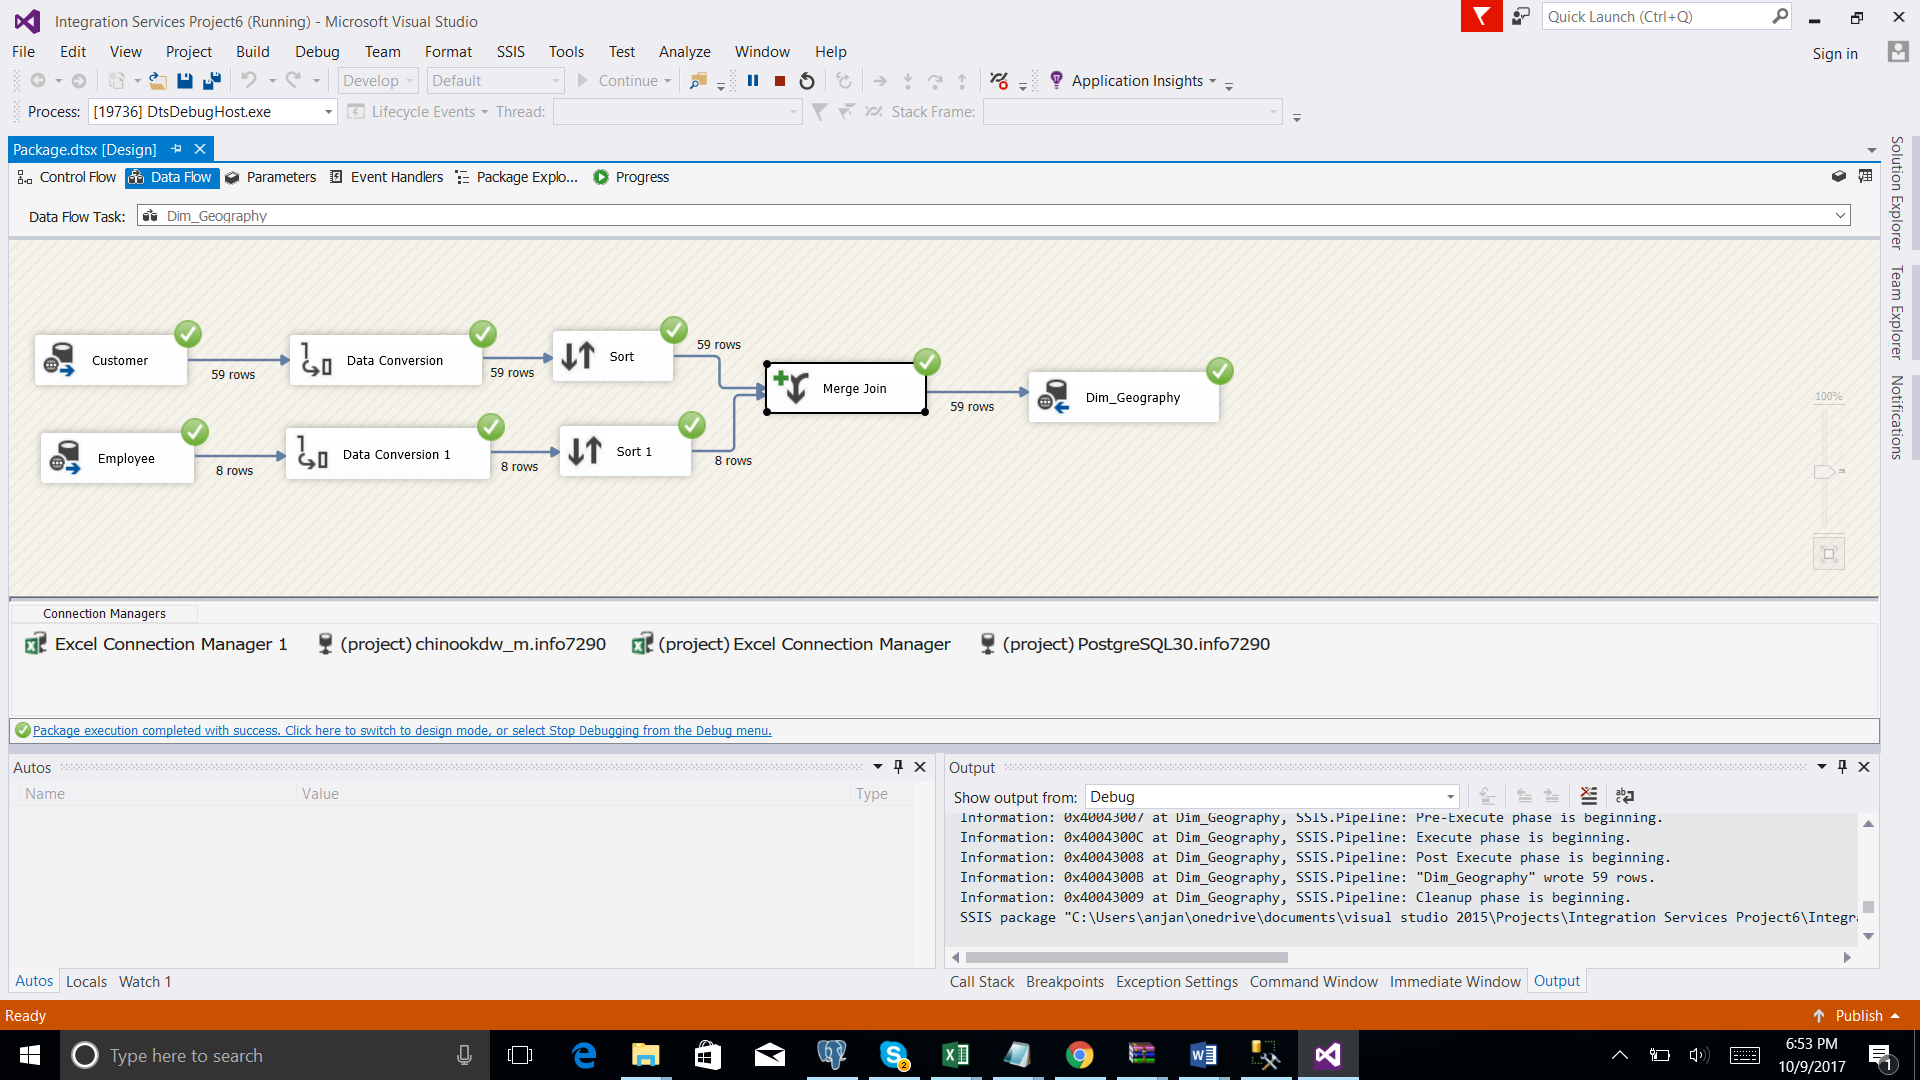 Integration Services Project6 (Running) - Microsoft Visual Studio
Quick Launch (Ctrl+Q)
File Edit View Project Build Debug Team Format SSIS Tools Test Analyze Window Help
Sign in
Develop Default Continue Application Insights
Process: [19736] DtsDebugHost.exe Lifecycle Events Thread: Stack Frame:
Package.dtsx [Design]
Control Flow Data Flow Parameters Event Handlers Package Explo... Progress
Data Flow Task: Dim_Geography
Solution Explorer
Team Explorer
Notifications
Customer
59 rows
Data Conversion
59 rows
Sort
59 rows
Merge Join
59 rows
Dim_Geography
Employee
8 rows
Data Conversion 1
8 rows
Sort 1
8 rows
100%
Connection Managers
Excel Connection Manager 1 (project) chinookdw_m.info7290 (project) Excel Connection Manager (project) PostgreSQL30.info7290
Package execution completed with success. Click here to switch to design mode, or select Stop Debugging from the Debug menu.
Autos
Name Value Type
Output
Show output from: Debug
Information: 0x40043007 at Dim_Geography, SSIS.Pipeline: Pre-Execute phase is beginning.
Information: 0x4004300C at Dim_Geography, SSIS.Pipeline: Execute phase is beginning.
Information: 0x40043008 at Dim_Geography, SSIS.Pipeline: Post Execute phase is beginning.
Information: 0x4004300B at Dim_Geography, SSIS.Pipeline: "Dim_Geography" wrote 59 rows.
Information: 0x40043009 at Dim_Geography, SSIS.Pipeline: Cleanup phase is beginning.
SSIS package "C:\Users\anjan\onedrive\documents\visual studio 2015\Projects\Integration Services Project6\Integr
Autos Locals Watch 1
Call Stack Breakpoints Exception Settings Command Window Immediate Window Output
Ready
Publish
Type here to search
2
6:53 PM
10/9/2017
1